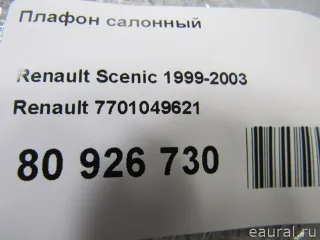 Плафон салонный
Renault Scenic 1999-2003
Renault 7701049621
80 926 730
eaural.ru